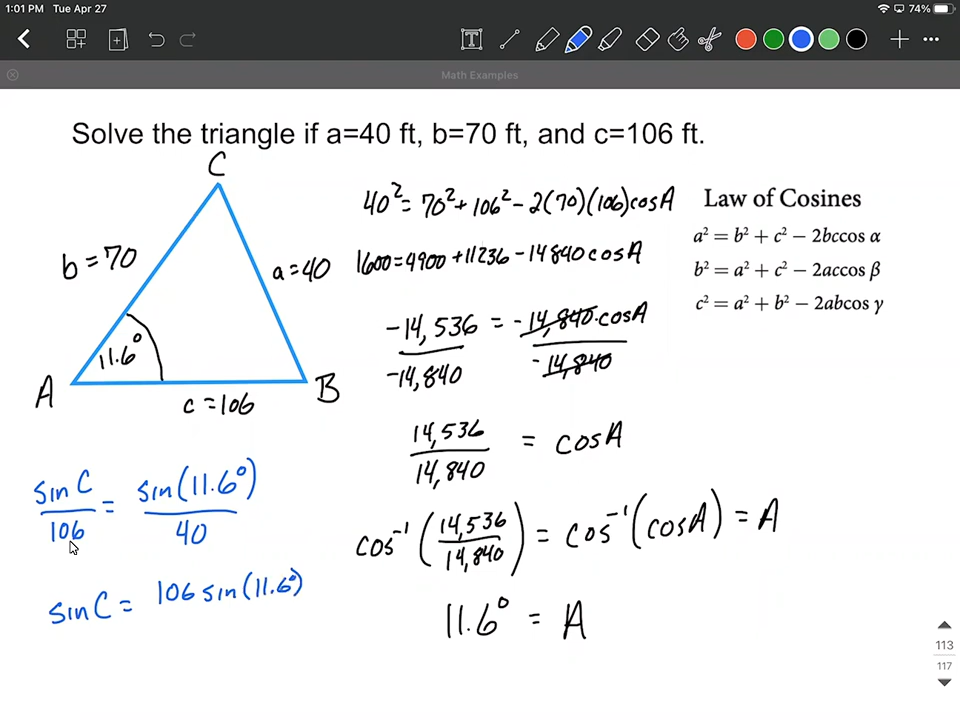 1:01 PM Tue Apr 27
74%
Math Examples
Solve the triangle if a=40 ft, b=70 ft, and c=106 ft.
C
b = 70
a = 40
11.6°
A
B
c = 106
40² = 70² + 106² - 2(70)(106)cosA
1600 = 4900 + 11236 - 14840cosA
-14,536 = -14,840·cosA
-14,840 -14,840
14,536 = cosA
14,840
cos⁻¹(14,536/14,840) = cos⁻¹(cosA) = A
11.6° = A
Law of Cosines
a² = b² + c² − 2bccos α
b² = a² + c² − 2accos β
c² = a² + b² − 2abcos γ
sinC = sin(11.6°)
106 40
sinC = 106 sin(11.6°)
113
117